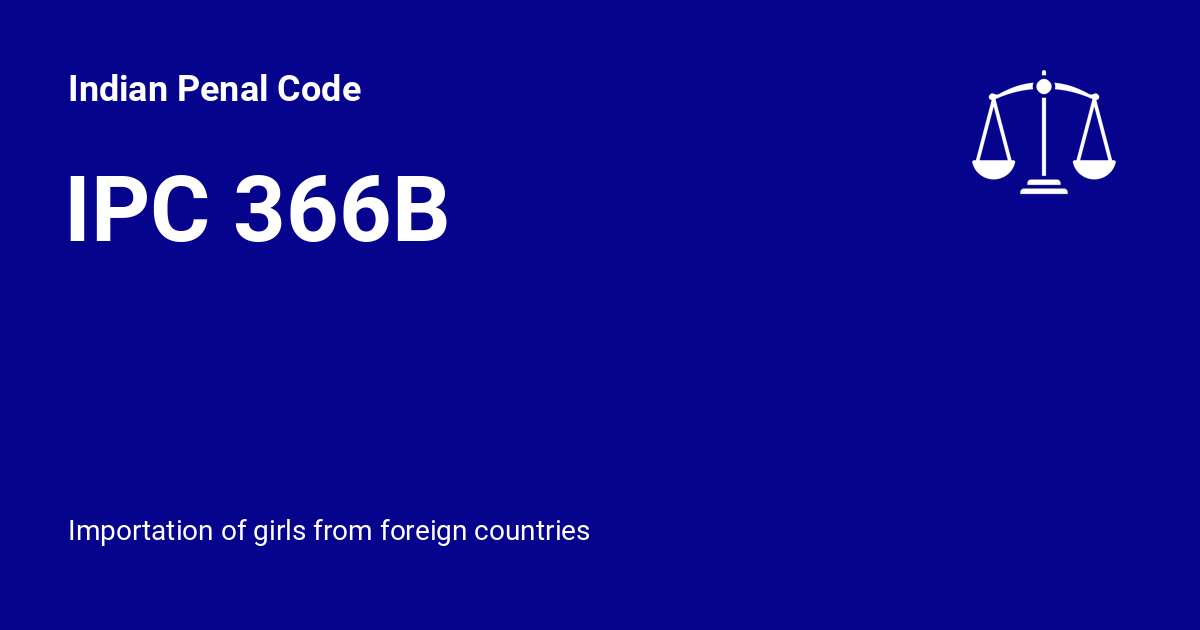 Indian Penal Code
IPC 366B
Importation of girls from foreign countries